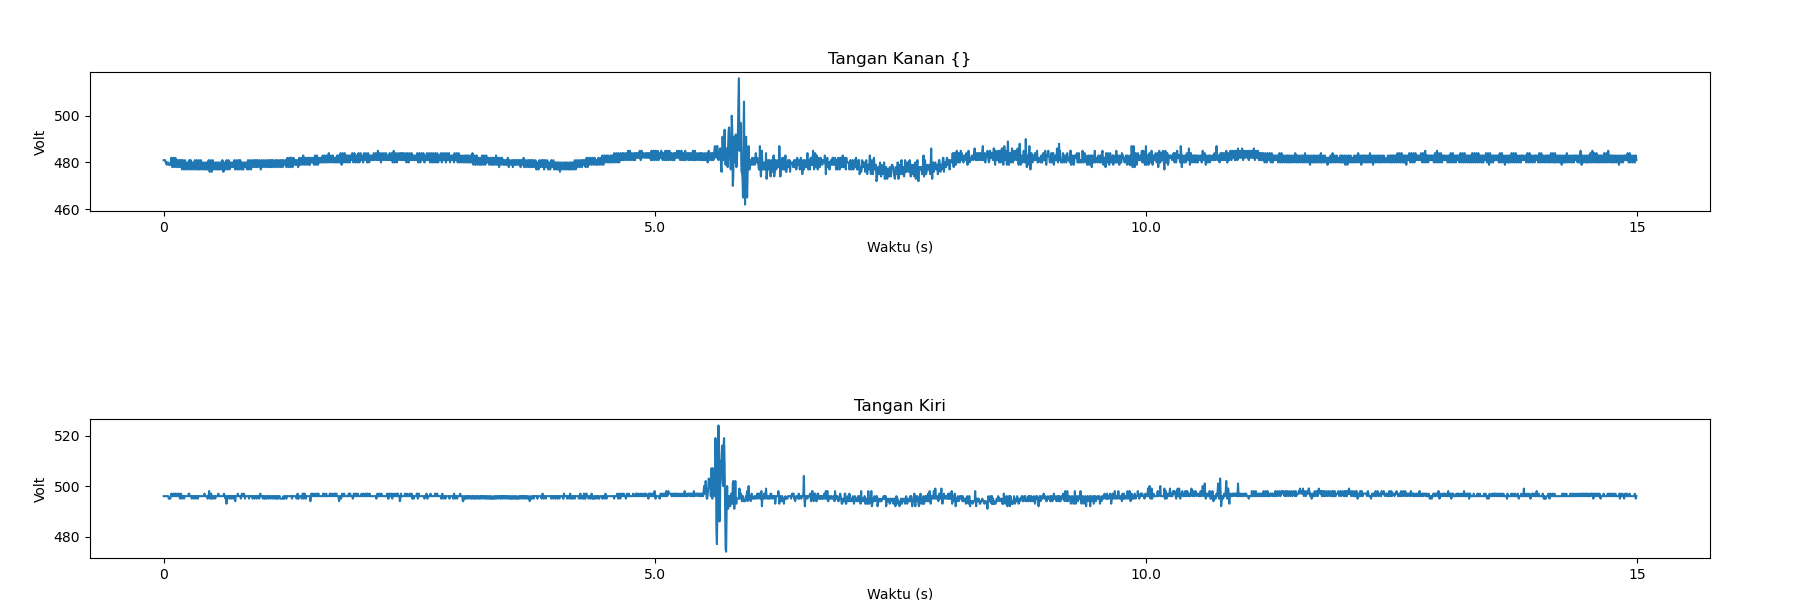 Tangan Kanan {}
Volt
500
480
460
0 5.0 10.0 15
Waktu (s)
Tangan Kiri
Volt
520
500
480
0 5.0 10.0 15
Waktu (s)